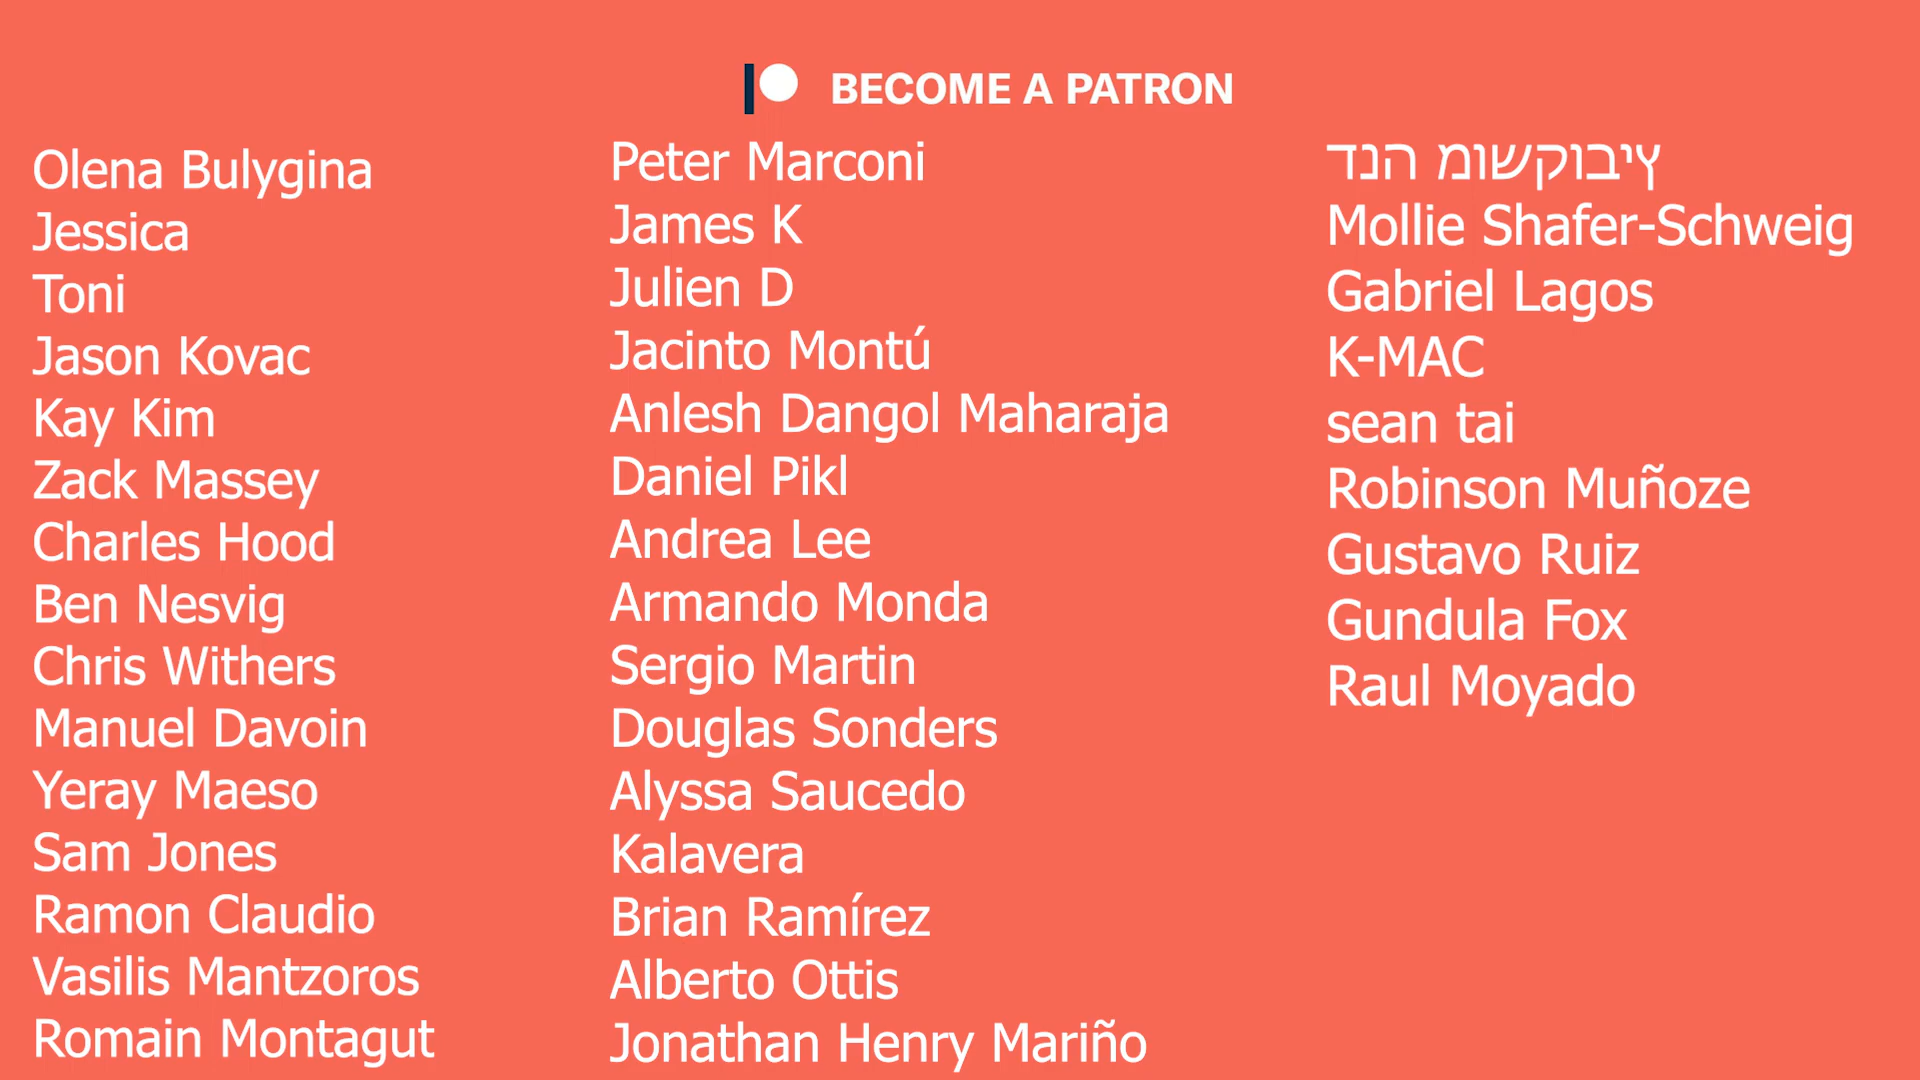 BECOME A PATRON
Olena Bulygina
Jessica
Toni
Jason Kovac
Kay Kim
Zack Massey
Charles Hood
Ben Nesvig
Chris Withers
Manuel Davoin
Yeray Maeso
Sam Jones
Ramon Claudio
Vasilis Mantzoros
Romain Montagut
Peter Marconi
James K
Julien D
Jacinto Montú
Anlesh Dangol Maharaja
Daniel Pikl
Andrea Lee
Armando Monda
Sergio Martin
Douglas Sonders
Alyssa Saucedo
Kalavera
Brian Ramírez
Alberto Ottis
Jonathan Henry Mariño
דנה מושקוביץ
Mollie Shafer-Schweig
Gabriel Lagos
K-MAC
sean tai
Robinson Muñoze
Gustavo Ruiz
Gundula Fox
Raul Moyado